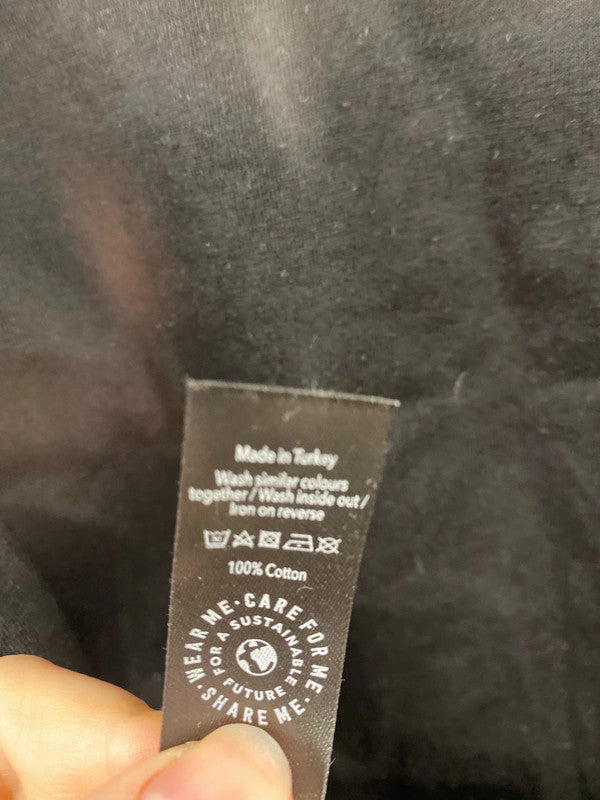 Made in Turkey
Wash similar colours
together / Wash inside out /
Iron on reverse
100% Cotton
WEAR ME · CARE FOR ME · SHARE ME ·
FOR A SUSTAINABLE FUTURE